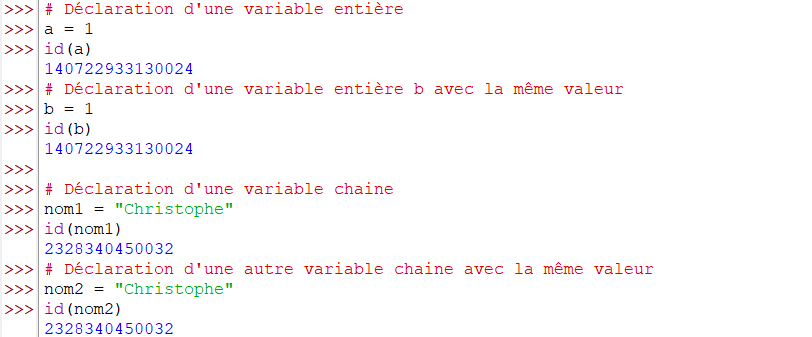 >>> # Déclaration d'une variable entière
>>> a = 1
>>> id(a)
140722933130024
>>> # Déclaration d'une variable entière b avec la même valeur
>>> b = 1
>>> id(b)
140722933130024
>>>
>>> # Déclaration d'une variable chaine
>>> nom1 = "Christophe"
>>> id(nom1)
2328340450032
>>> # Déclaration d'une autre variable chaine avec la même valeur
>>> nom2 = "Christophe"
>>> id(nom2)
2328340450032